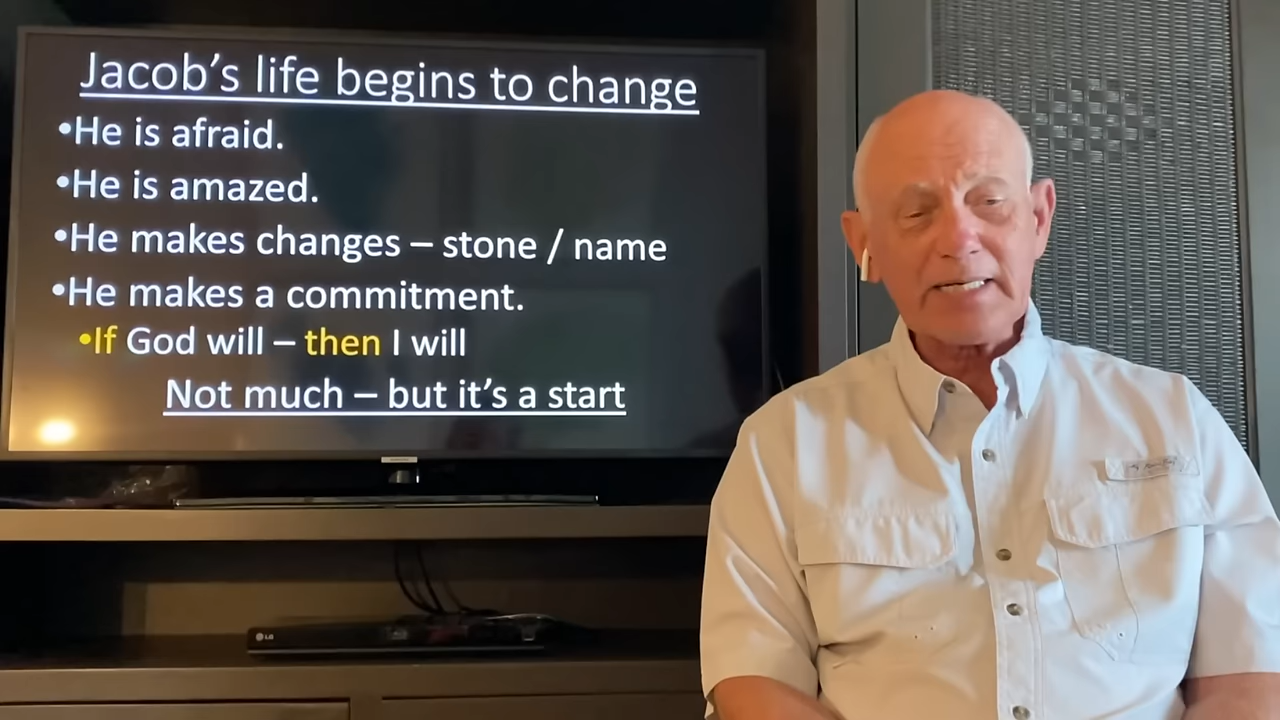 Jacob's life begins to change
•He is afraid.
•He is amazed.
•He makes changes – stone / name
•He makes a commitment.
•If God will – then I will
Not much – but it's a start
LG